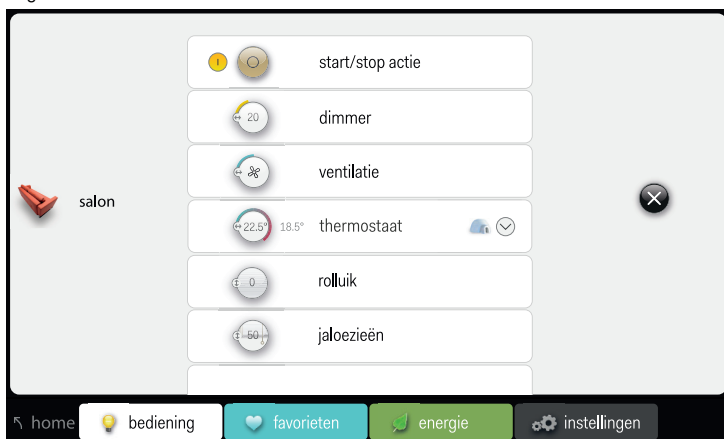 start/stop actie
20 dimmer
ventilatie
salon
22.5° 18.5° thermostaat
0 rolluik
50 jaloezieën
home bediening favorieten energie instellingen